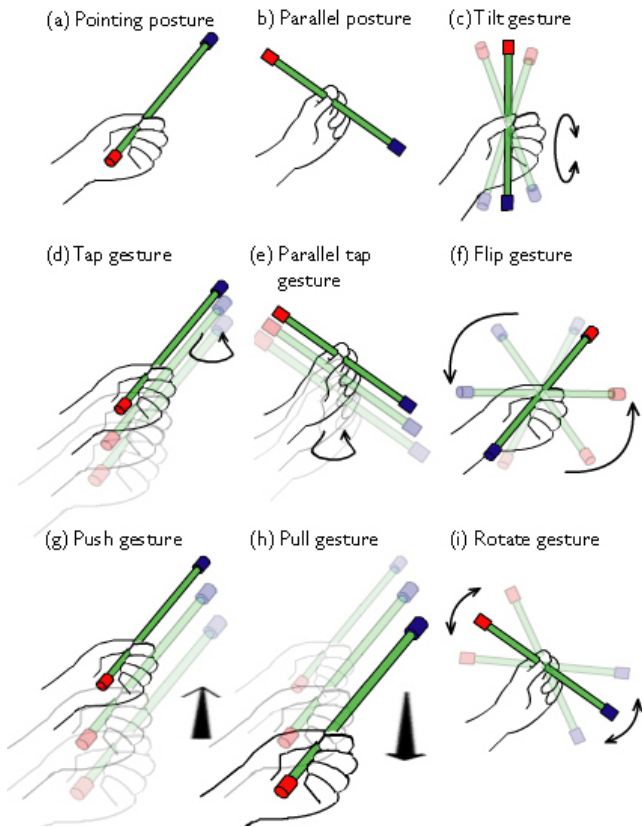 (a) Pointing posture
(b) Parallel posture
(c) Tilt gesture
(d) Tap gesture
(e) Parallel tap
gesture
(f) Flip gesture
(g) Push gesture
(h) Pull gesture
(i) Rotate gesture